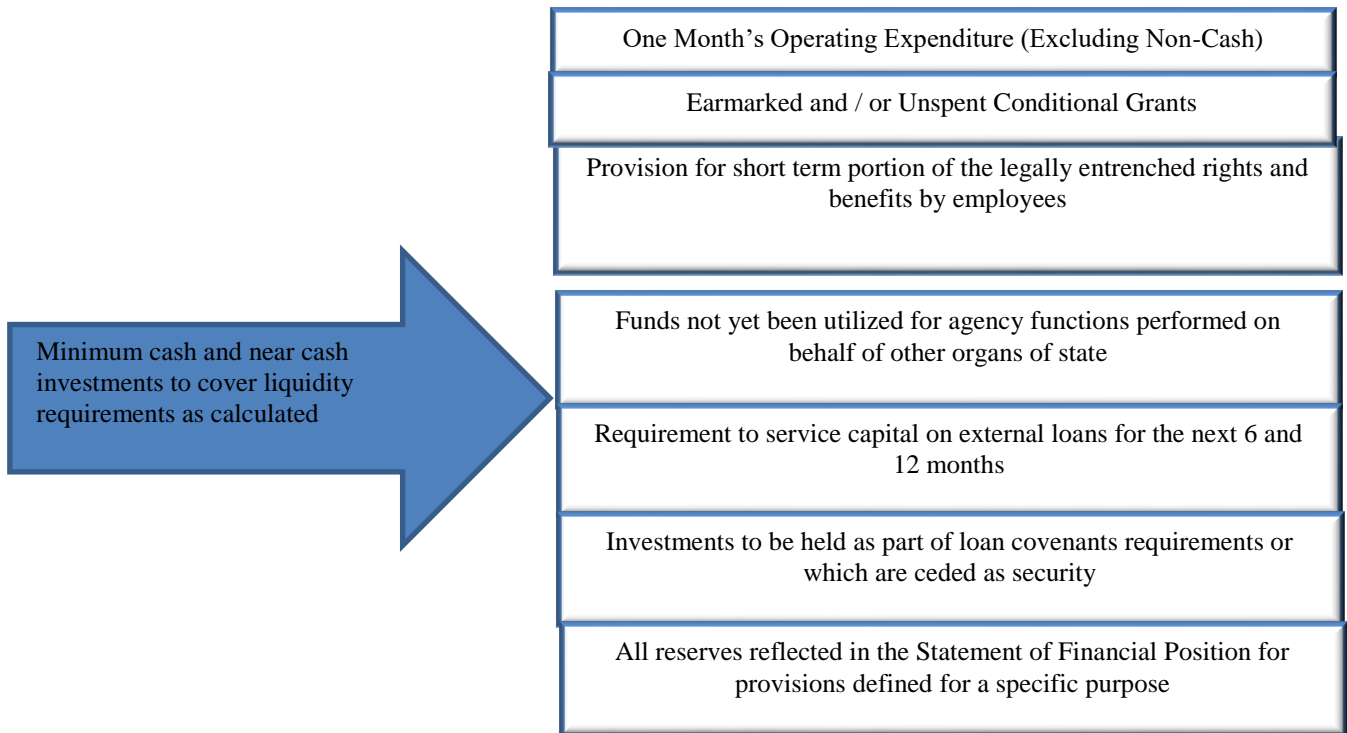 One Month's Operating Expenditure (Excluding Non-Cash)
Earmarked and / or Unspent Conditional Grants
Provision for short term portion of the legally entrenched rights and
benefits by employees
Minimum cash and near cash
investments to cover liquidity
requirements as calculated
Funds not yet been utilized for agency functions performed on
behalf of other organs of state
Requirement to service capital on external loans for the next 6 and
12 months
Investments to be held as part of loan covenants requirements or
which are ceded as security
All reserves reflected in the Statement of Financial Position for
provisions defined for a specific purpose